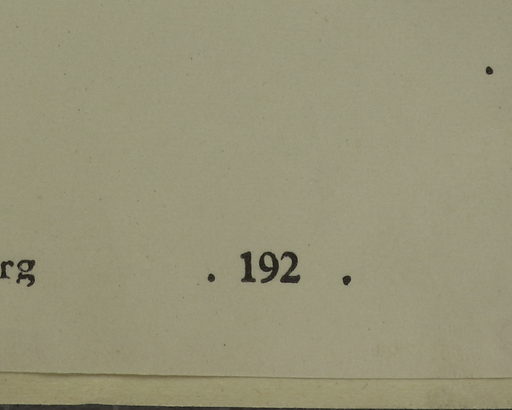 rg . 192 .